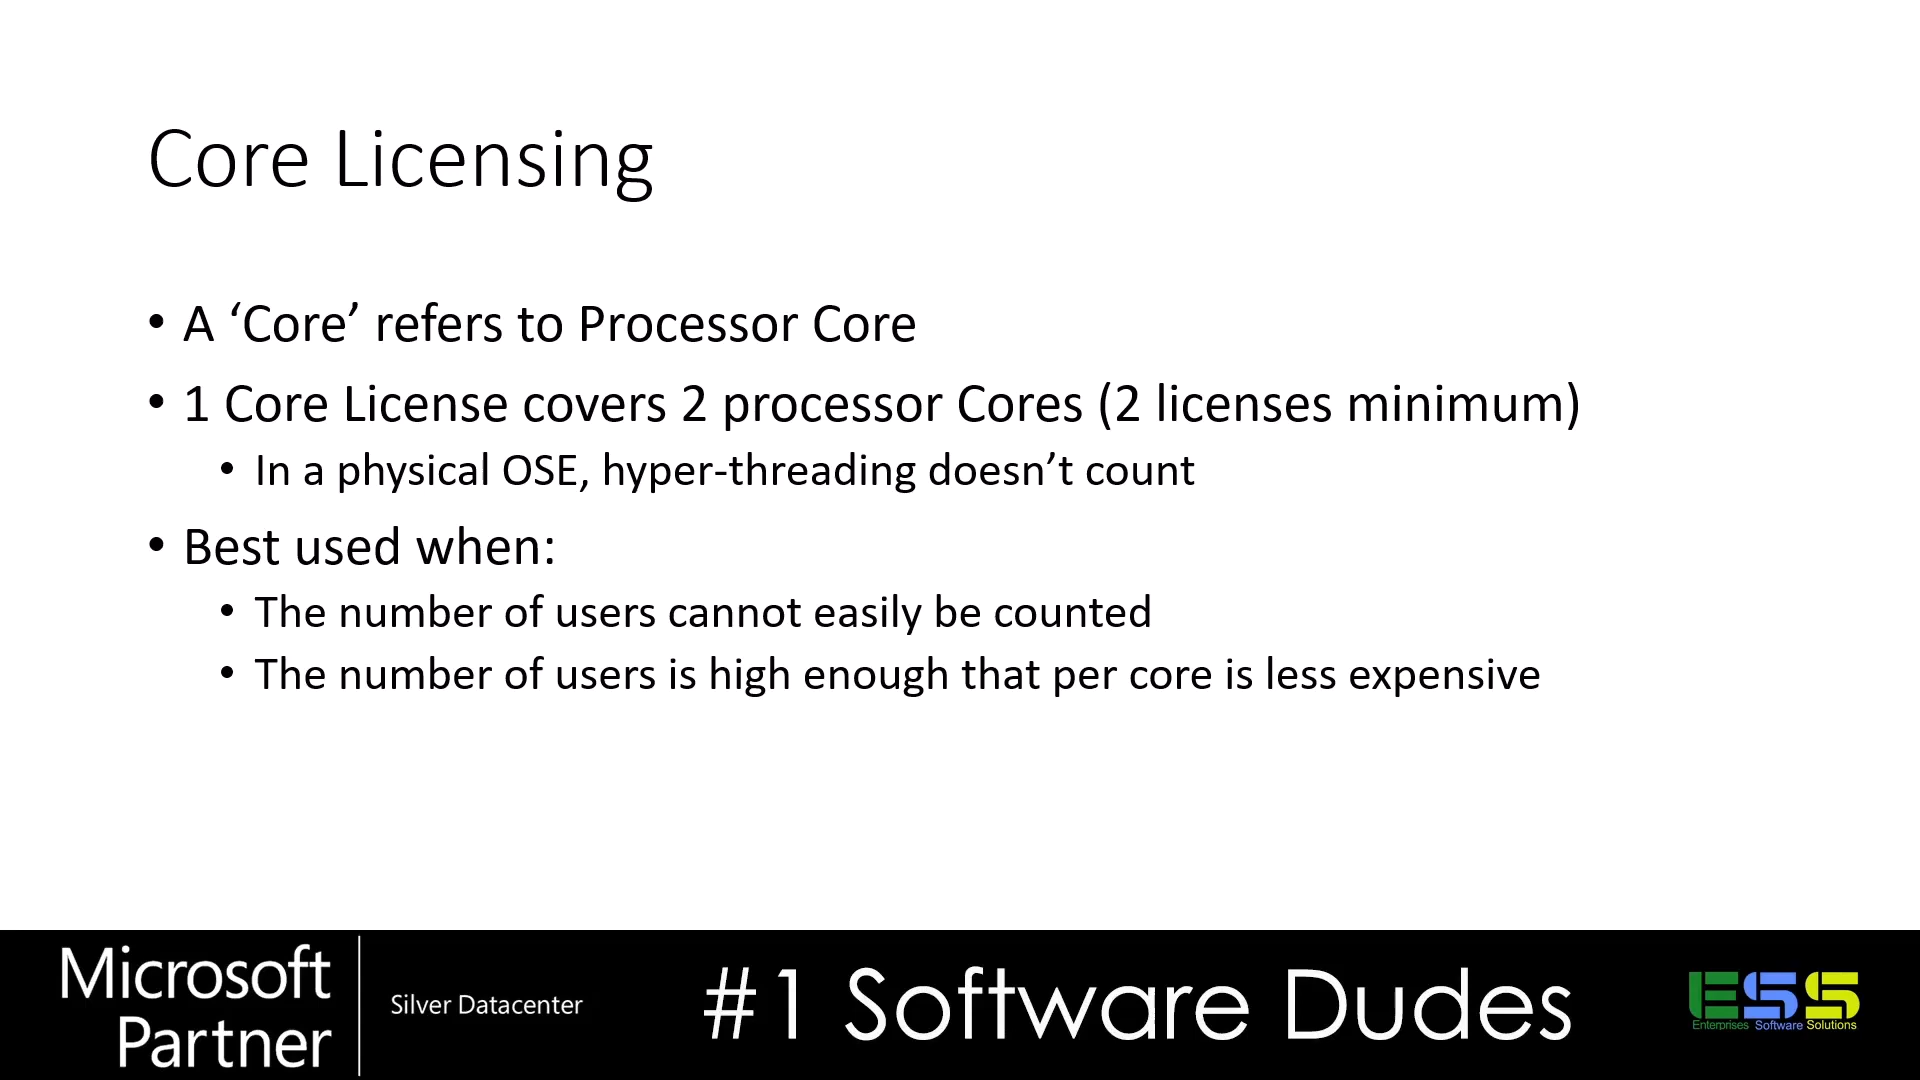 Core Licensing
• A ‘Core’ refers to Processor Core
• 1 Core License covers 2 processor Cores (2 licenses minimum)
• In a physical OSE, hyper-threading doesn’t count
• Best used when:
• The number of users cannot easily be counted
• The number of users is high enough that per core is less expensive
Microsoft
Partner
Silver Datacenter
#1 Software Dudes
ESS
Enterprises Software Solutions